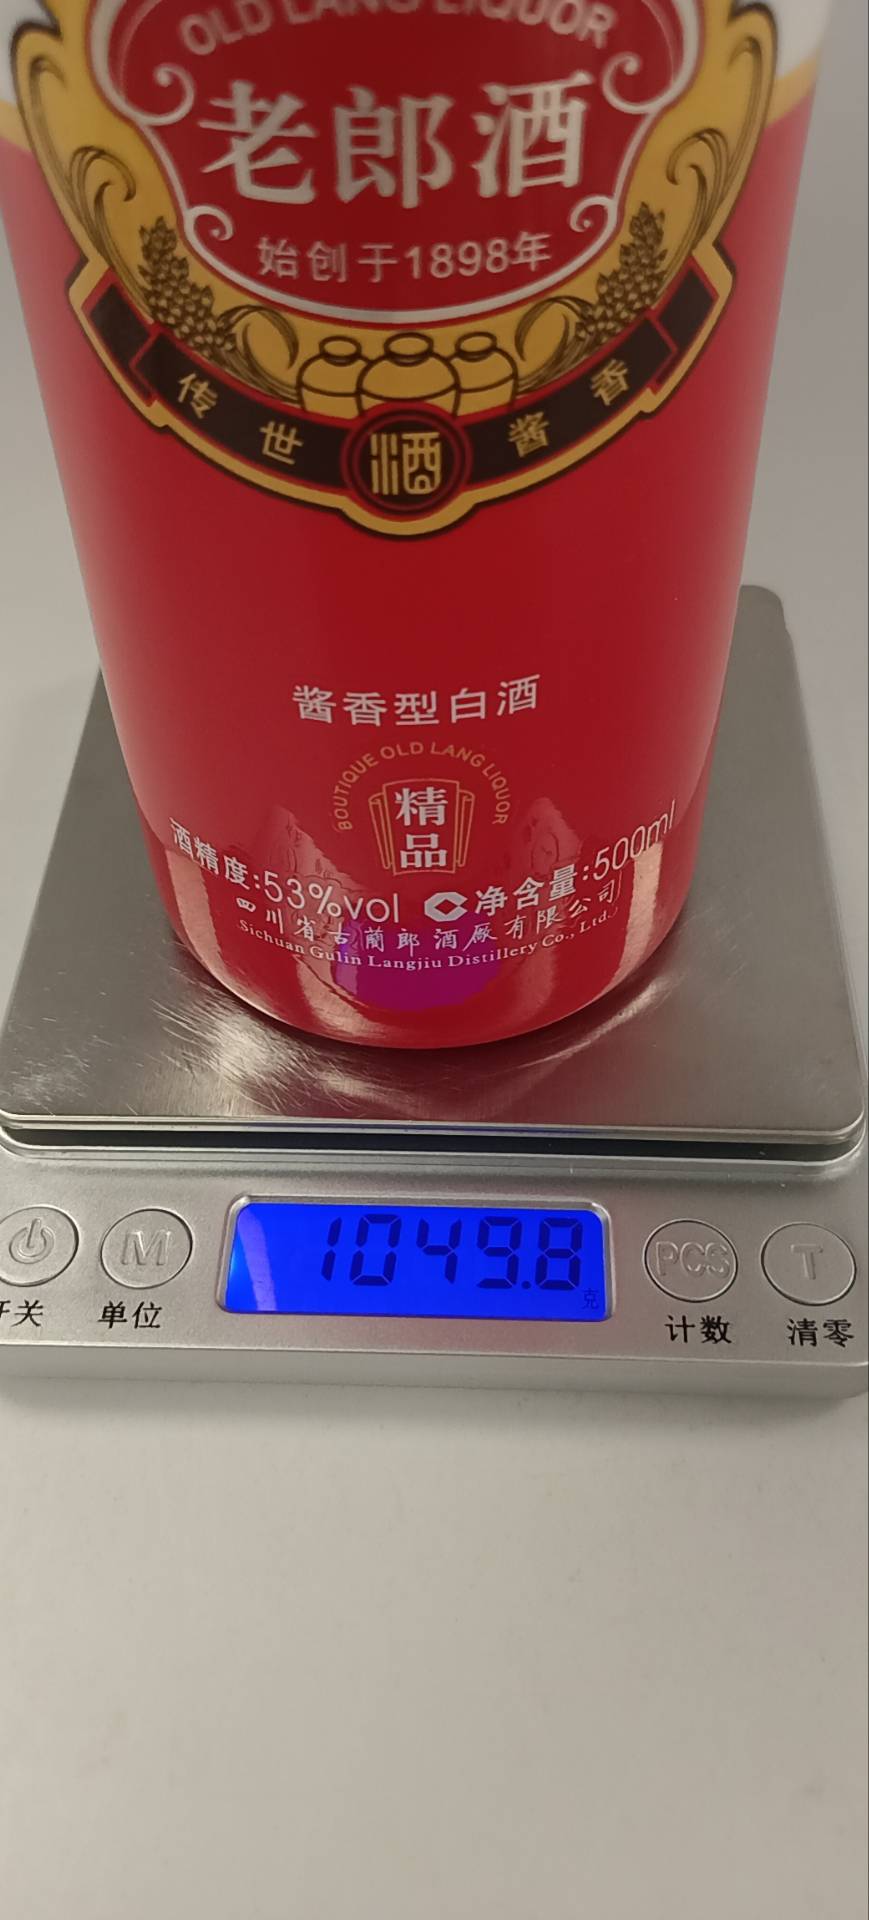 OLD LANG LIQUOR
老郎酒
始创于1898年
传世酒酱香
酱香型白酒
BOUTIQUE OLD LANG LIQUOR
精品
酒精度:53%vol 净含量:500ml
四川省古蔺郎酒廠有限公司
Sichuan Gulin Langjiu Distillery Co., Ltd.
1049.8
克
M PCS T
开关 单位 计数 清零